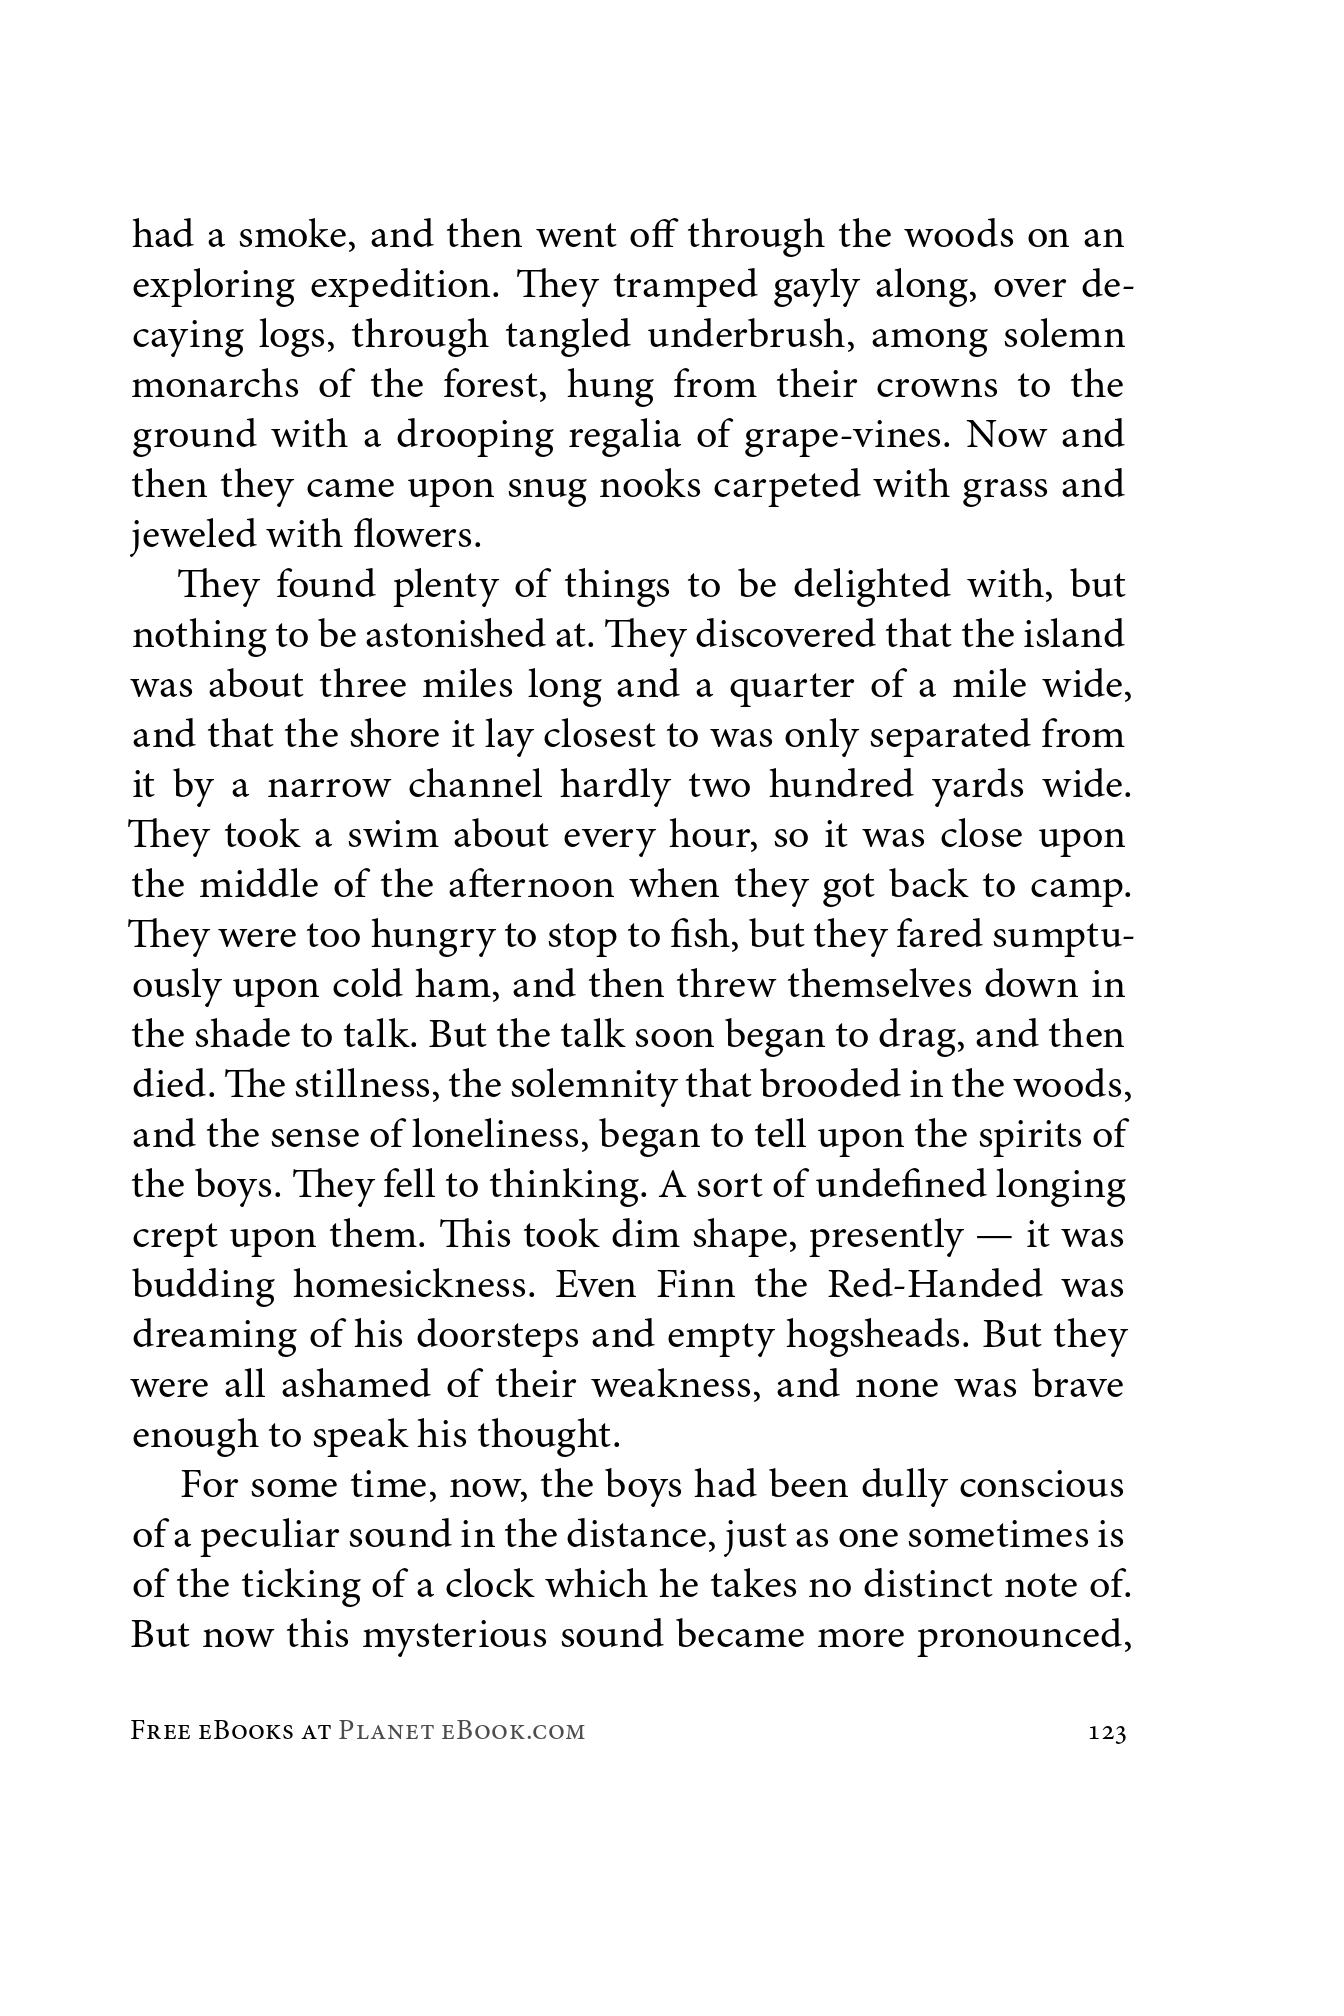 had a smoke, and then went off through the woods on an
exploring expedition. They tramped gayly along, over de-
caying logs, through tangled underbrush, among solemn
monarchs of the forest, hung from their crowns to the
ground with a drooping regalia of grape-vines. Now and
then they came upon snug nooks carpeted with grass and
jeweled with flowers.
They found plenty of things to be delighted with, but
nothing to be astonished at. They discovered that the island
was about three miles long and a quarter of a mile wide,
and that the shore it lay closest to was only separated from
it by a narrow channel hardly two hundred yards wide.
They took a swim about every hour, so it was close upon
the middle of the afternoon when they got back to camp.
They were too hungry to stop to fish, but they fared sumptu-
ously upon cold ham, and then threw themselves down in
the shade to talk. But the talk soon began to drag, and then
died. The stillness, the solemnity that brooded in the woods,
and the sense of loneliness, began to tell upon the spirits of
the boys. They fell to thinking. A sort of undefined longing
crept upon them. This took dim shape, presently — it was
budding homesickness. Even Finn the Red-Handed was
dreaming of his doorsteps and empty hogsheads. But they
were all ashamed of their weakness, and none was brave
enough to speak his thought.
For some time, now, the boys had been dully conscious
of a peculiar sound in the distance, just as one sometimes is
of the ticking of a clock which he takes no distinct note of.
But now this mysterious sound became more pronounced,
Free eBooks at Planet eBook.com 123